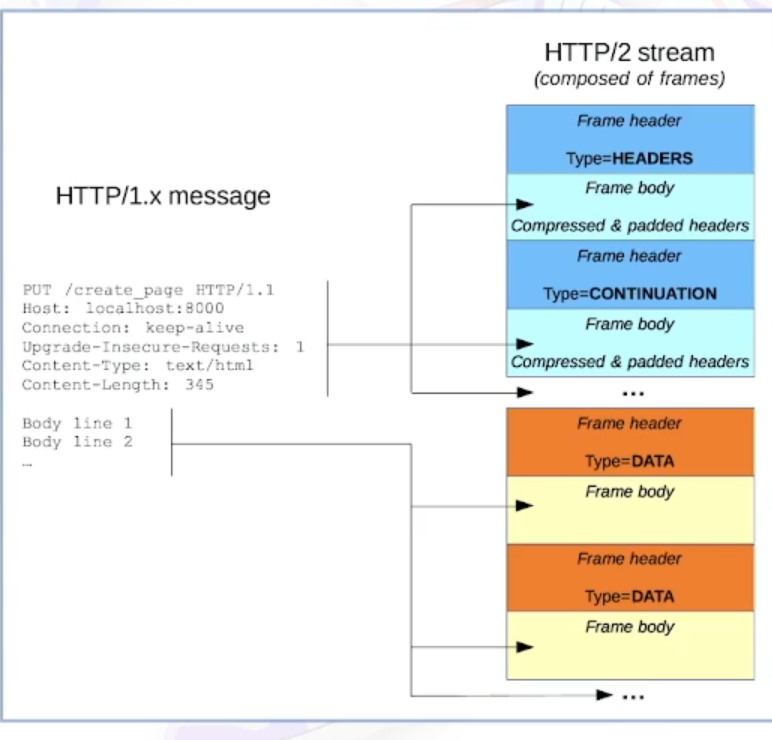 HTTP/2 stream
(composed of frames)
Frame header
Type=HEADERS
Frame body
Compressed & padded headers
Frame header
Type=CONTINUATION
Frame body
Compressed & padded headers
...
Frame header
Type=DATA
Frame body
Frame header
Type=DATA
Frame body
...
HTTP/1.x message
PUT /create_page HTTP/1.1
Host: localhost:8000
Connection: keep-alive
Upgrade-Insecure-Requests: 1
Content-Type: text/html
Content-Length: 345
Body line 1
Body line 2
…